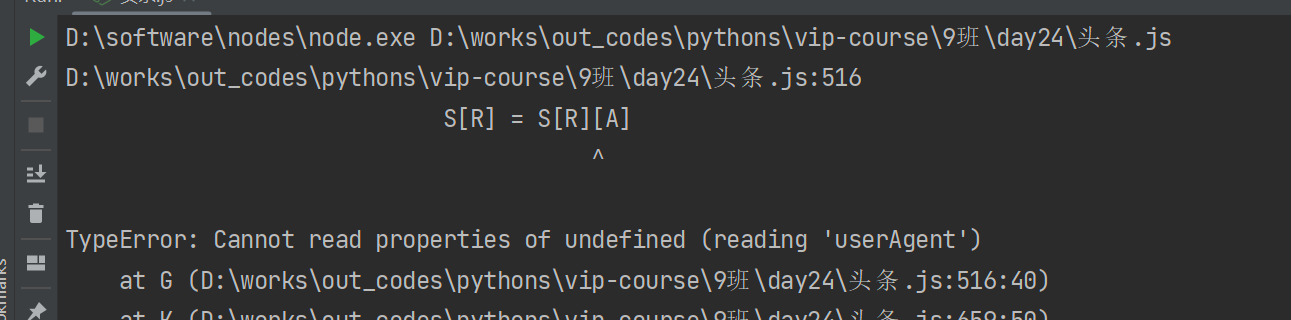 D:\software\nodes\node.exe D:\works\out_codes\pythons\vip-course\9班\day24\头条.js
D:\works\out_codes\pythons\vip-course\9班\day24\头条.js:516
S[R] = S[R][A]
^
TypeError: Cannot read properties of undefined (reading 'userAgent')
at G (D:\works\out_codes\pythons\vip-course\9班\day24\头条.js:516:40)
at K (D:\works\out_codes\pythons\vip-course\9班\day24\头条.js:659:50)